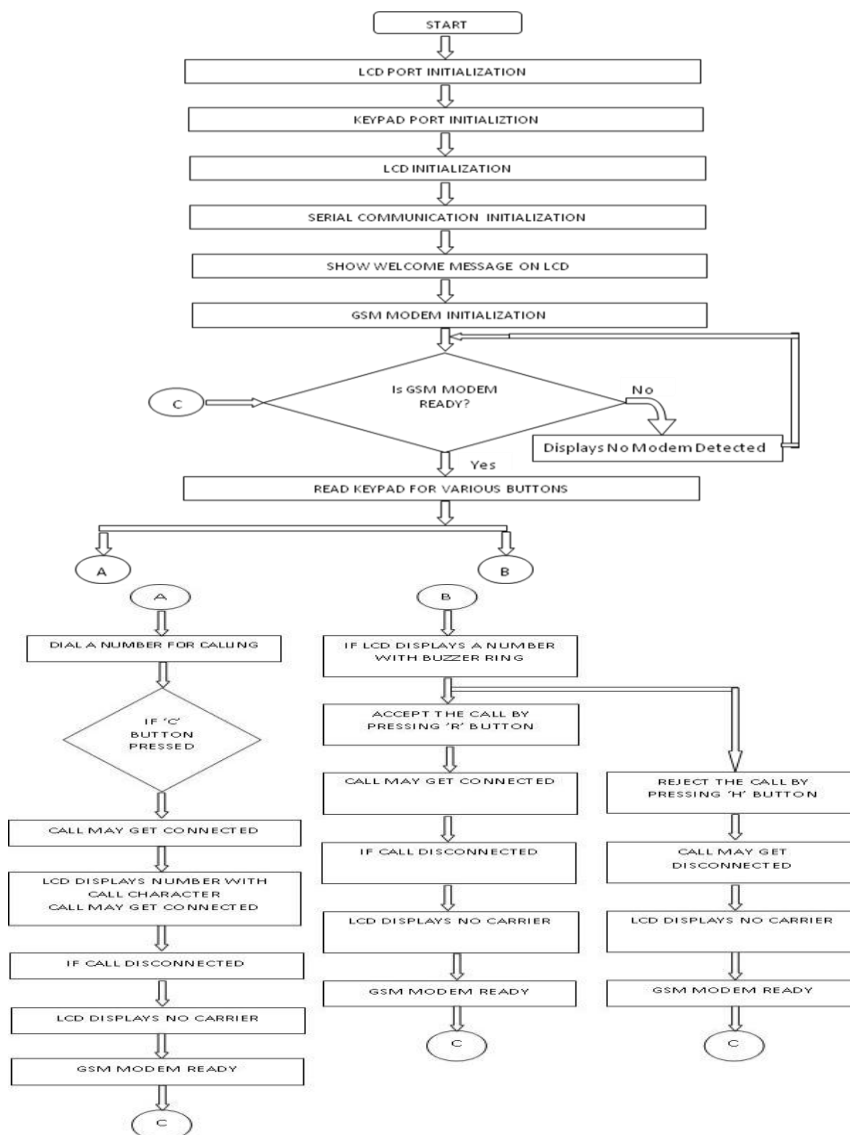 START
LCD PORT INITIALIZATION
KEYPAD PORT INITIALIZTION
LCD INITIALIZATION
SERIAL COMMUNICATION INITIALIZATION
SHOW WELCOME MESSAGE ON LCD
GSM MODEM INITIALIZATION
Is GSM MODEM
READY?
C
No
Displays No Modem Detected
Yes
READ KEYPAD FOR VARIOUS BUTTONS
A
B
A
DIAL A NUMBER FOR CALLING
IF 'C'
BUTTON
PRESSED
CALL MAY GET CONNECTED
LCD DISPLAYS NUMBER WITH
CALL CHARACTER
CALL MAY GET CONNECTED
IF CALL DISCONNECTED
LCD DISPLAYS NO CARRIER
GSM MODEM READY
C
B
IF LCD DISPLAYS A NUMBER
WITH BUZZER RING
ACCEPT THE CALL BY
PRESSING 'R' BUTTON
CALL MAY GET CONNECTED
IF CALL DISCONNECTED
LCD DISPLAYS NO CARRIER
GSM MODEM READY
C
REJECT THE CALL BY
PRESSING 'H' BUTTON
CALL MAY GET
DISCONNECTED
LCD DISPLAYS NO CARRIER
GSM MODEM READY
C